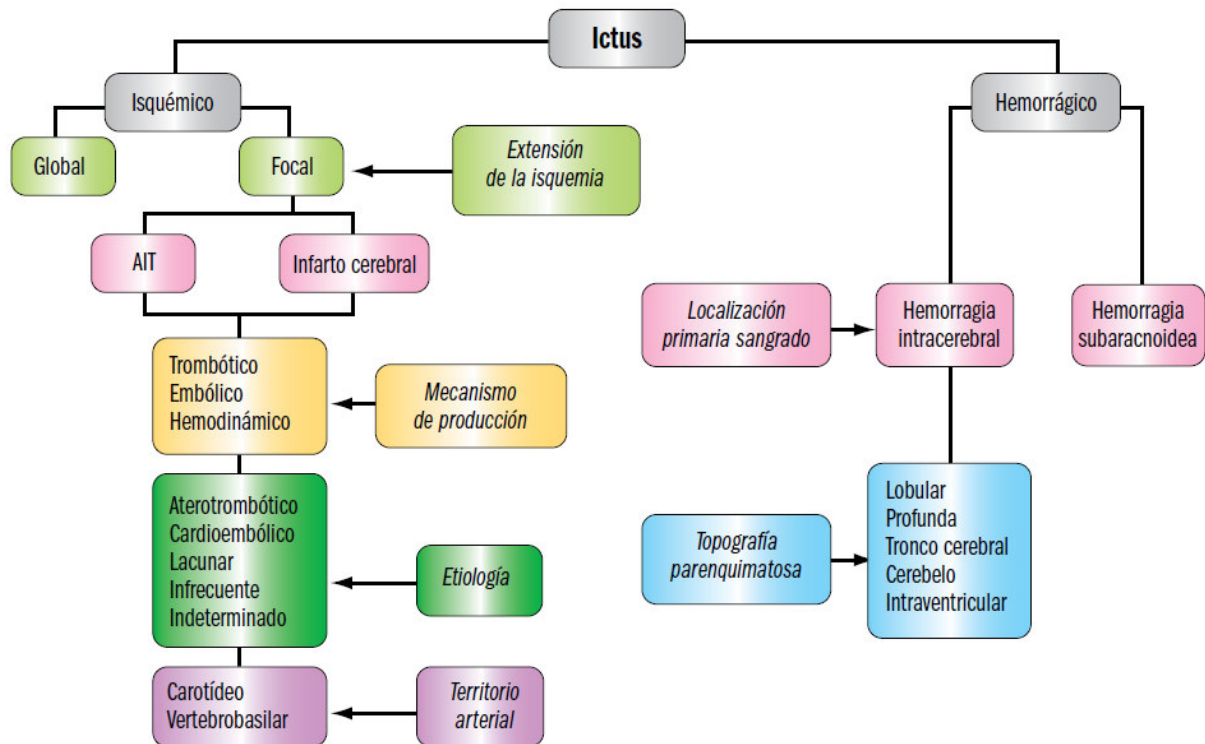 Ictus
Isquémico
Hemorrágico
Global
Focal
Extensión
de la isquemia
AIT
Infarto cerebral
Localización
primaria sangrado
Hemorragia
intracerebral
Hemorragia
subaracnoidea
Trombótico
Embólico
Hemodinámico
Mecanismo
de producción
Aterotrombótico
Cardioembólico
Lacunar
Infrecuente
Indeterminado
Etiología
Topografía
parenquimatosa
Lobular
Profunda
Tronco cerebral
Cerebelo
Intraventricular
Carotídeo
Vertebrobasilar
Territorio
arterial